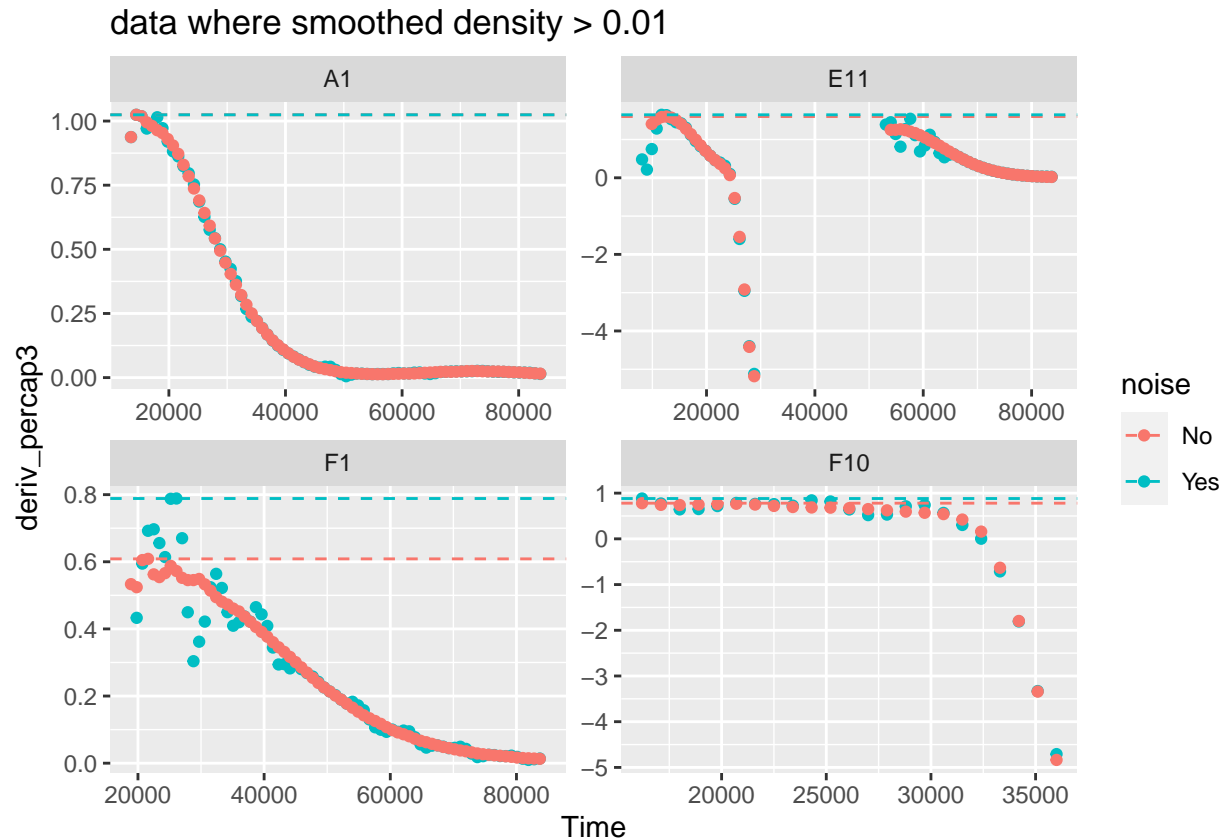 data where smoothed density > 0.01
A1
E11
1.00
0.75
0.50
0.25
0.00
20000 40000 60000 80000
0
−2
−4
20000 40000 60000 80000
F1
F10
0.8
0.6
0.4
0.2
0.0
20000 40000 60000 80000
1
0
−1
−2
−3
−4
−5
20000 25000 30000 35000
deriv_percap3
Time
noise
No
Yes